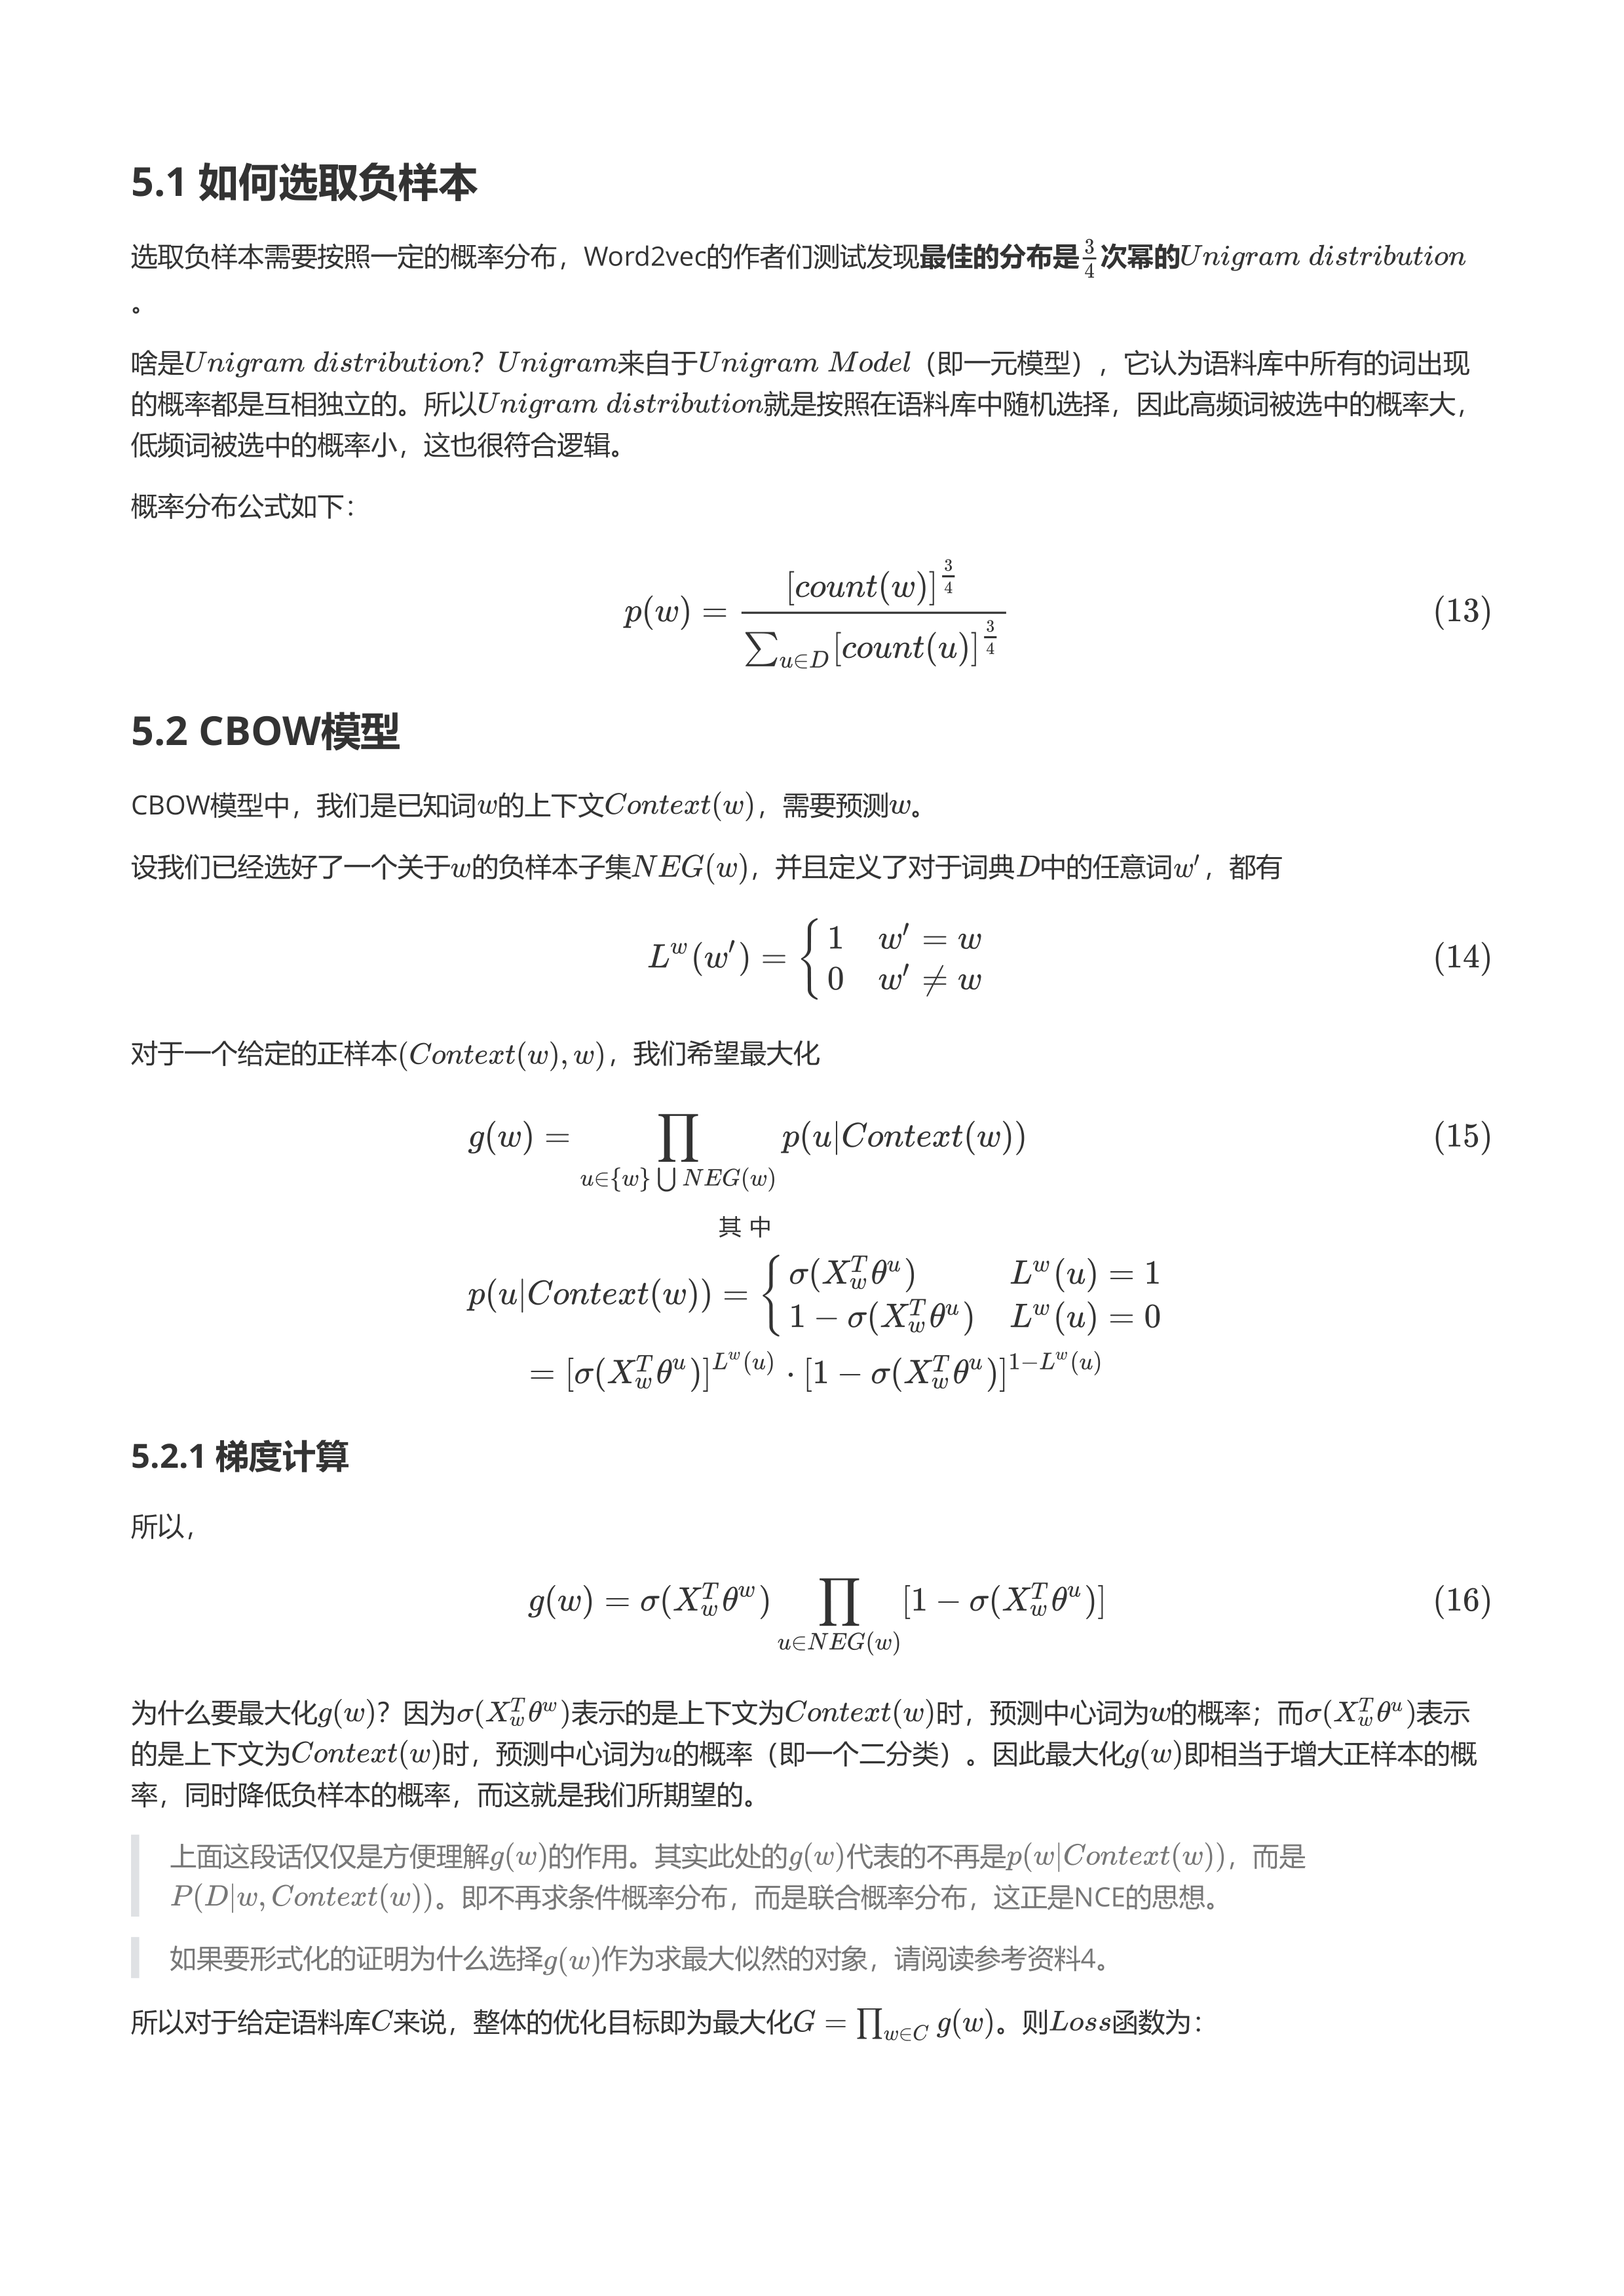 5.1 如何选取负样本
选取负样本需要按照一定的概率分布，Word2vec的作者们测试发现最佳的分布是$\frac{3}{4}$次幂的$Unigram\ distribution$
。
啥是$Unigram\ distribution$？$Unigram$来自于$Unigram\ Model$（即一元模型），它认为语料库中所有的词出现
的概率都是互相独立的。所以$Unigram\ distribution$就是按照在语料库中随机选择，因此高频词被选中的概率大，
低频词被选中的概率小，这也很符合逻辑。
概率分布公式如下：
$p(w) = \frac{[count(w)]^{\frac{3}{4}}}{\sum_{u \in D}[count(u)]^{\frac{3}{4}}}$ (13)
5.2 CBOW模型
CBOW模型中，我们是已知词$w$的上下文$Context(w)$，需要预测$w$。
设我们已经选好了一个关于$w$的负样本子集$NEG(w)$，并且定义了对于词典$D$中的任意词$w'$，都有
$L^w(w') = \begin{cases} 1 & w' = w \\ 0 & w' \neq w \end{cases}$ (14)
对于一个给定的正样本$(Context(w), w)$，我们希望最大化
$g(w) = \prod_{u \in \{w\} \bigcup NEG(w)} p(u|Context(w))$ (15)
其 中
$p(u|Context(w)) = \begin{cases} \sigma(X_w^T \theta^u) & L^w(u) = 1 \\ 1 - \sigma(X_w^T \theta^u) & L^w(u) = 0 \end{cases}$
$= [\sigma(X_w^T \theta^u)]^{L^w(u)} \cdot [1 - \sigma(X_w^T \theta^u)]^{1 - L^w(u)}$
5.2.1 梯度计算
所以，
$g(w) = \sigma(X_w^T \theta^w) \prod_{u \in NEG(w)} [1 - \sigma(X_w^T \theta^u)]$ (16)
为什么要最大化$g(w)$？因为$\sigma(X_w^T \theta^w)$表示的是上下文为$Context(w)$时，预测中心词为$w$的概率；而$\sigma(X_w^T \theta^u)$表示
的是上下文为$Context(w)$时，预测中心词为$u$的概率（即一个二分类）。因此最大化$g(w)$即相当于增大正样本的概
率，同时降低负样本的概率，而这就是我们所期望的。
上面这段话仅仅是方便理解$g(w)$的作用。其实此处的$g(w)$代表的不再是$p(w|Context(w))$，而是
$P(D|w, Context(w))$。即不再求条件概率分布，而是联合概率分布，这正是NCE的思想。
如果要形式化的证明为什么选择$g(w)$作为求最大似然的对象，请阅读参考资料4。
所以对于给定语料库$C$来说，整体的优化目标即为最大化$G = \prod_{w \in C} g(w)$。则$Loss$函数为：